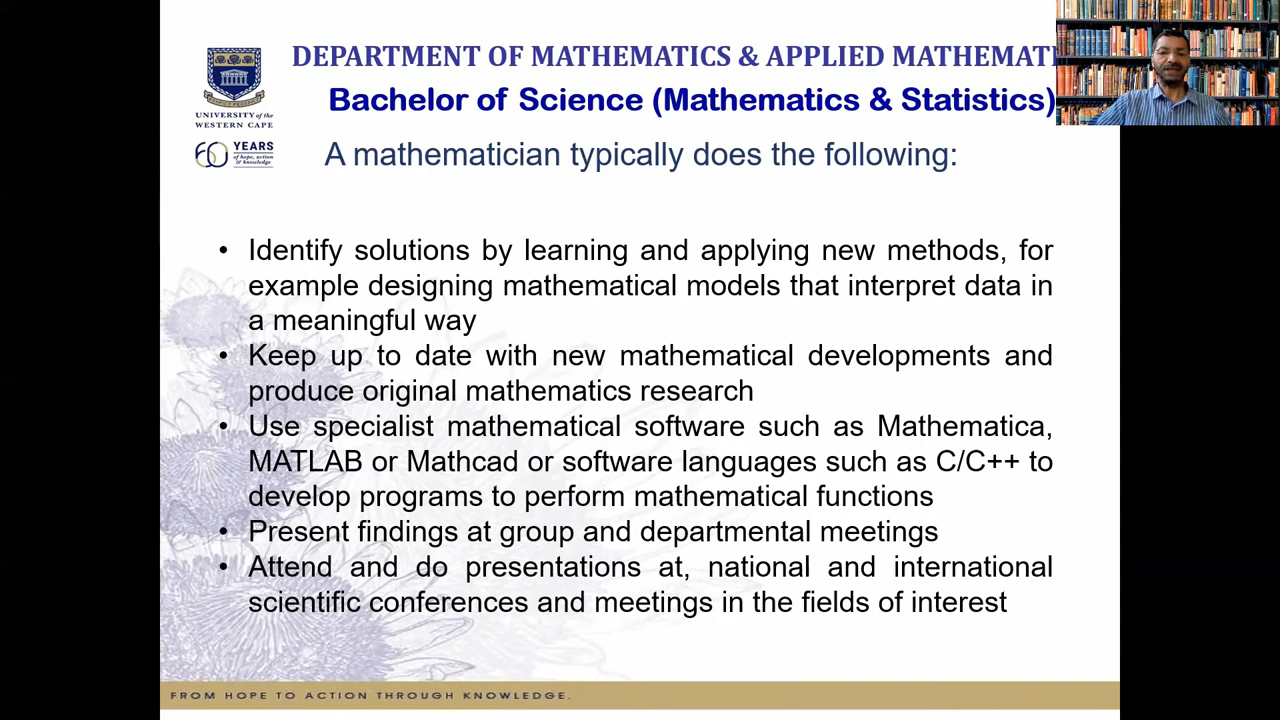 DEPARTMENT OF MATHEMATICS & APPLIED MATHEMATI
Bachelor of Science (Mathematics & Statistics)
UNIVERSITY of the
WESTERN CAPE
60 YEARS
of hope, action
& knowledge
A mathematician typically does the following:
• Identify solutions by learning and applying new methods, for
example designing mathematical models that interpret data in
a meaningful way
• Keep up to date with new mathematical developments and
produce original mathematics research
• Use specialist mathematical software such as Mathematica,
MATLAB or Mathcad or software languages such as C/C++ to
develop programs to perform mathematical functions
• Present findings at group and departmental meetings
• Attend and do presentations at, national and international
scientific conferences and meetings in the fields of interest
FROM HOPE TO ACTION THROUGH KNOWLEDGE.